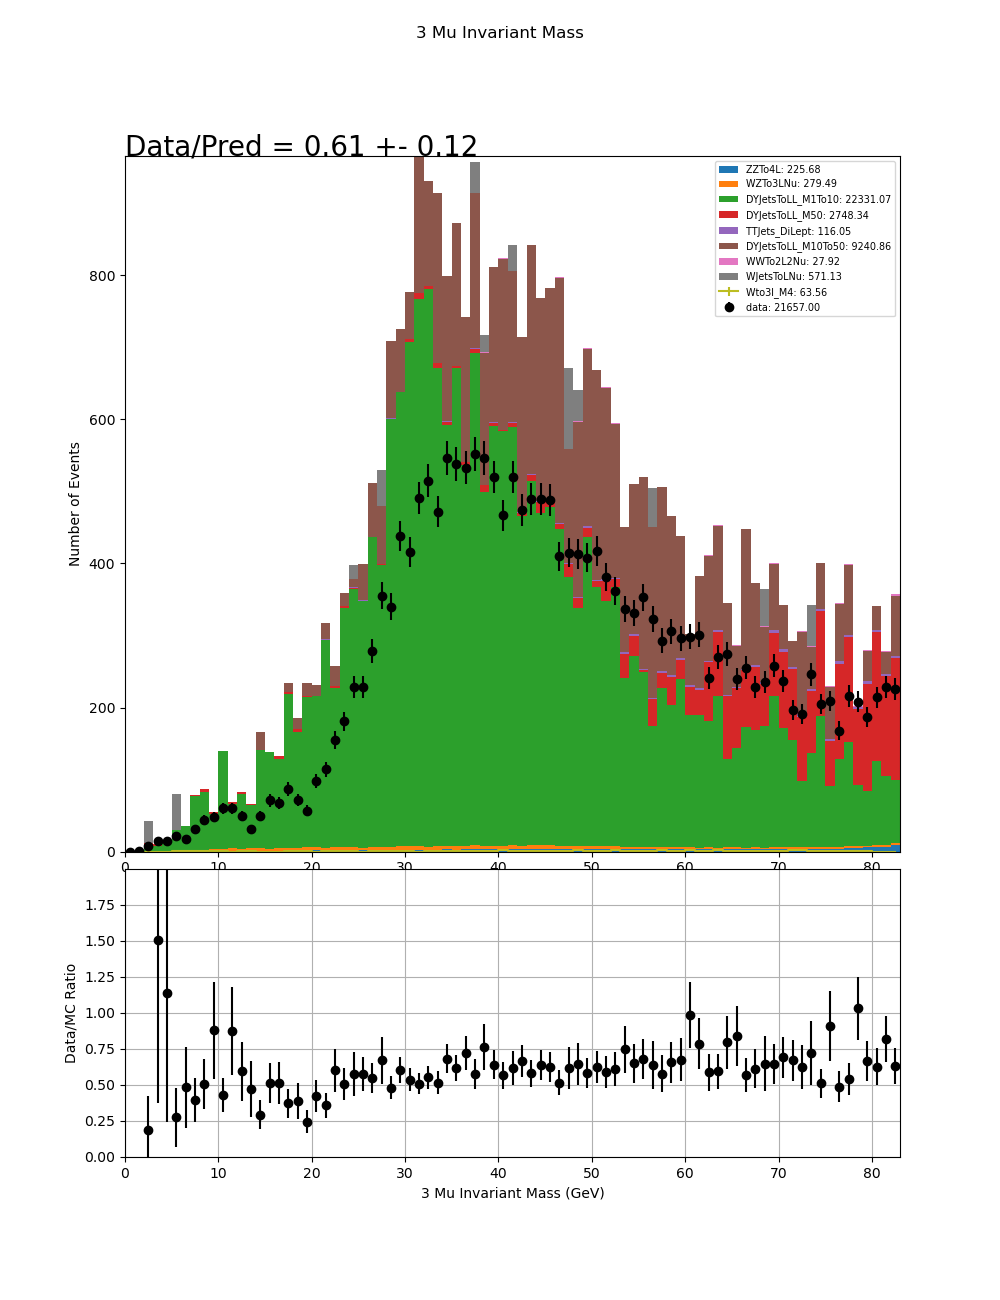 3 Mu Invariant Mass
Data/Pred = 0.61 +- 0.12
ZZTo4L: 225.68
WZTo3LNu: 279.49
DYJetsToLL_M1To10: 22331.07
DYJetsToLL_M50: 2748.34
TTJets_DiLept: 116.05
DYJetsToLL_M10To50: 9240.86
WWTo2L2Nu: 27.92
WJetsToLNu: 571.13
Wto3l_M4: 63.56
data: 21657.00
Number of Events
800
600
400
200
0
0 10 20 30 40 50 60 70 80
Data/MC Ratio
1.75
1.50
1.25
1.00
0.75
0.50
0.25
0.00
0 10 20 30 40 50 60 70 80
3 Mu Invariant Mass (GeV)